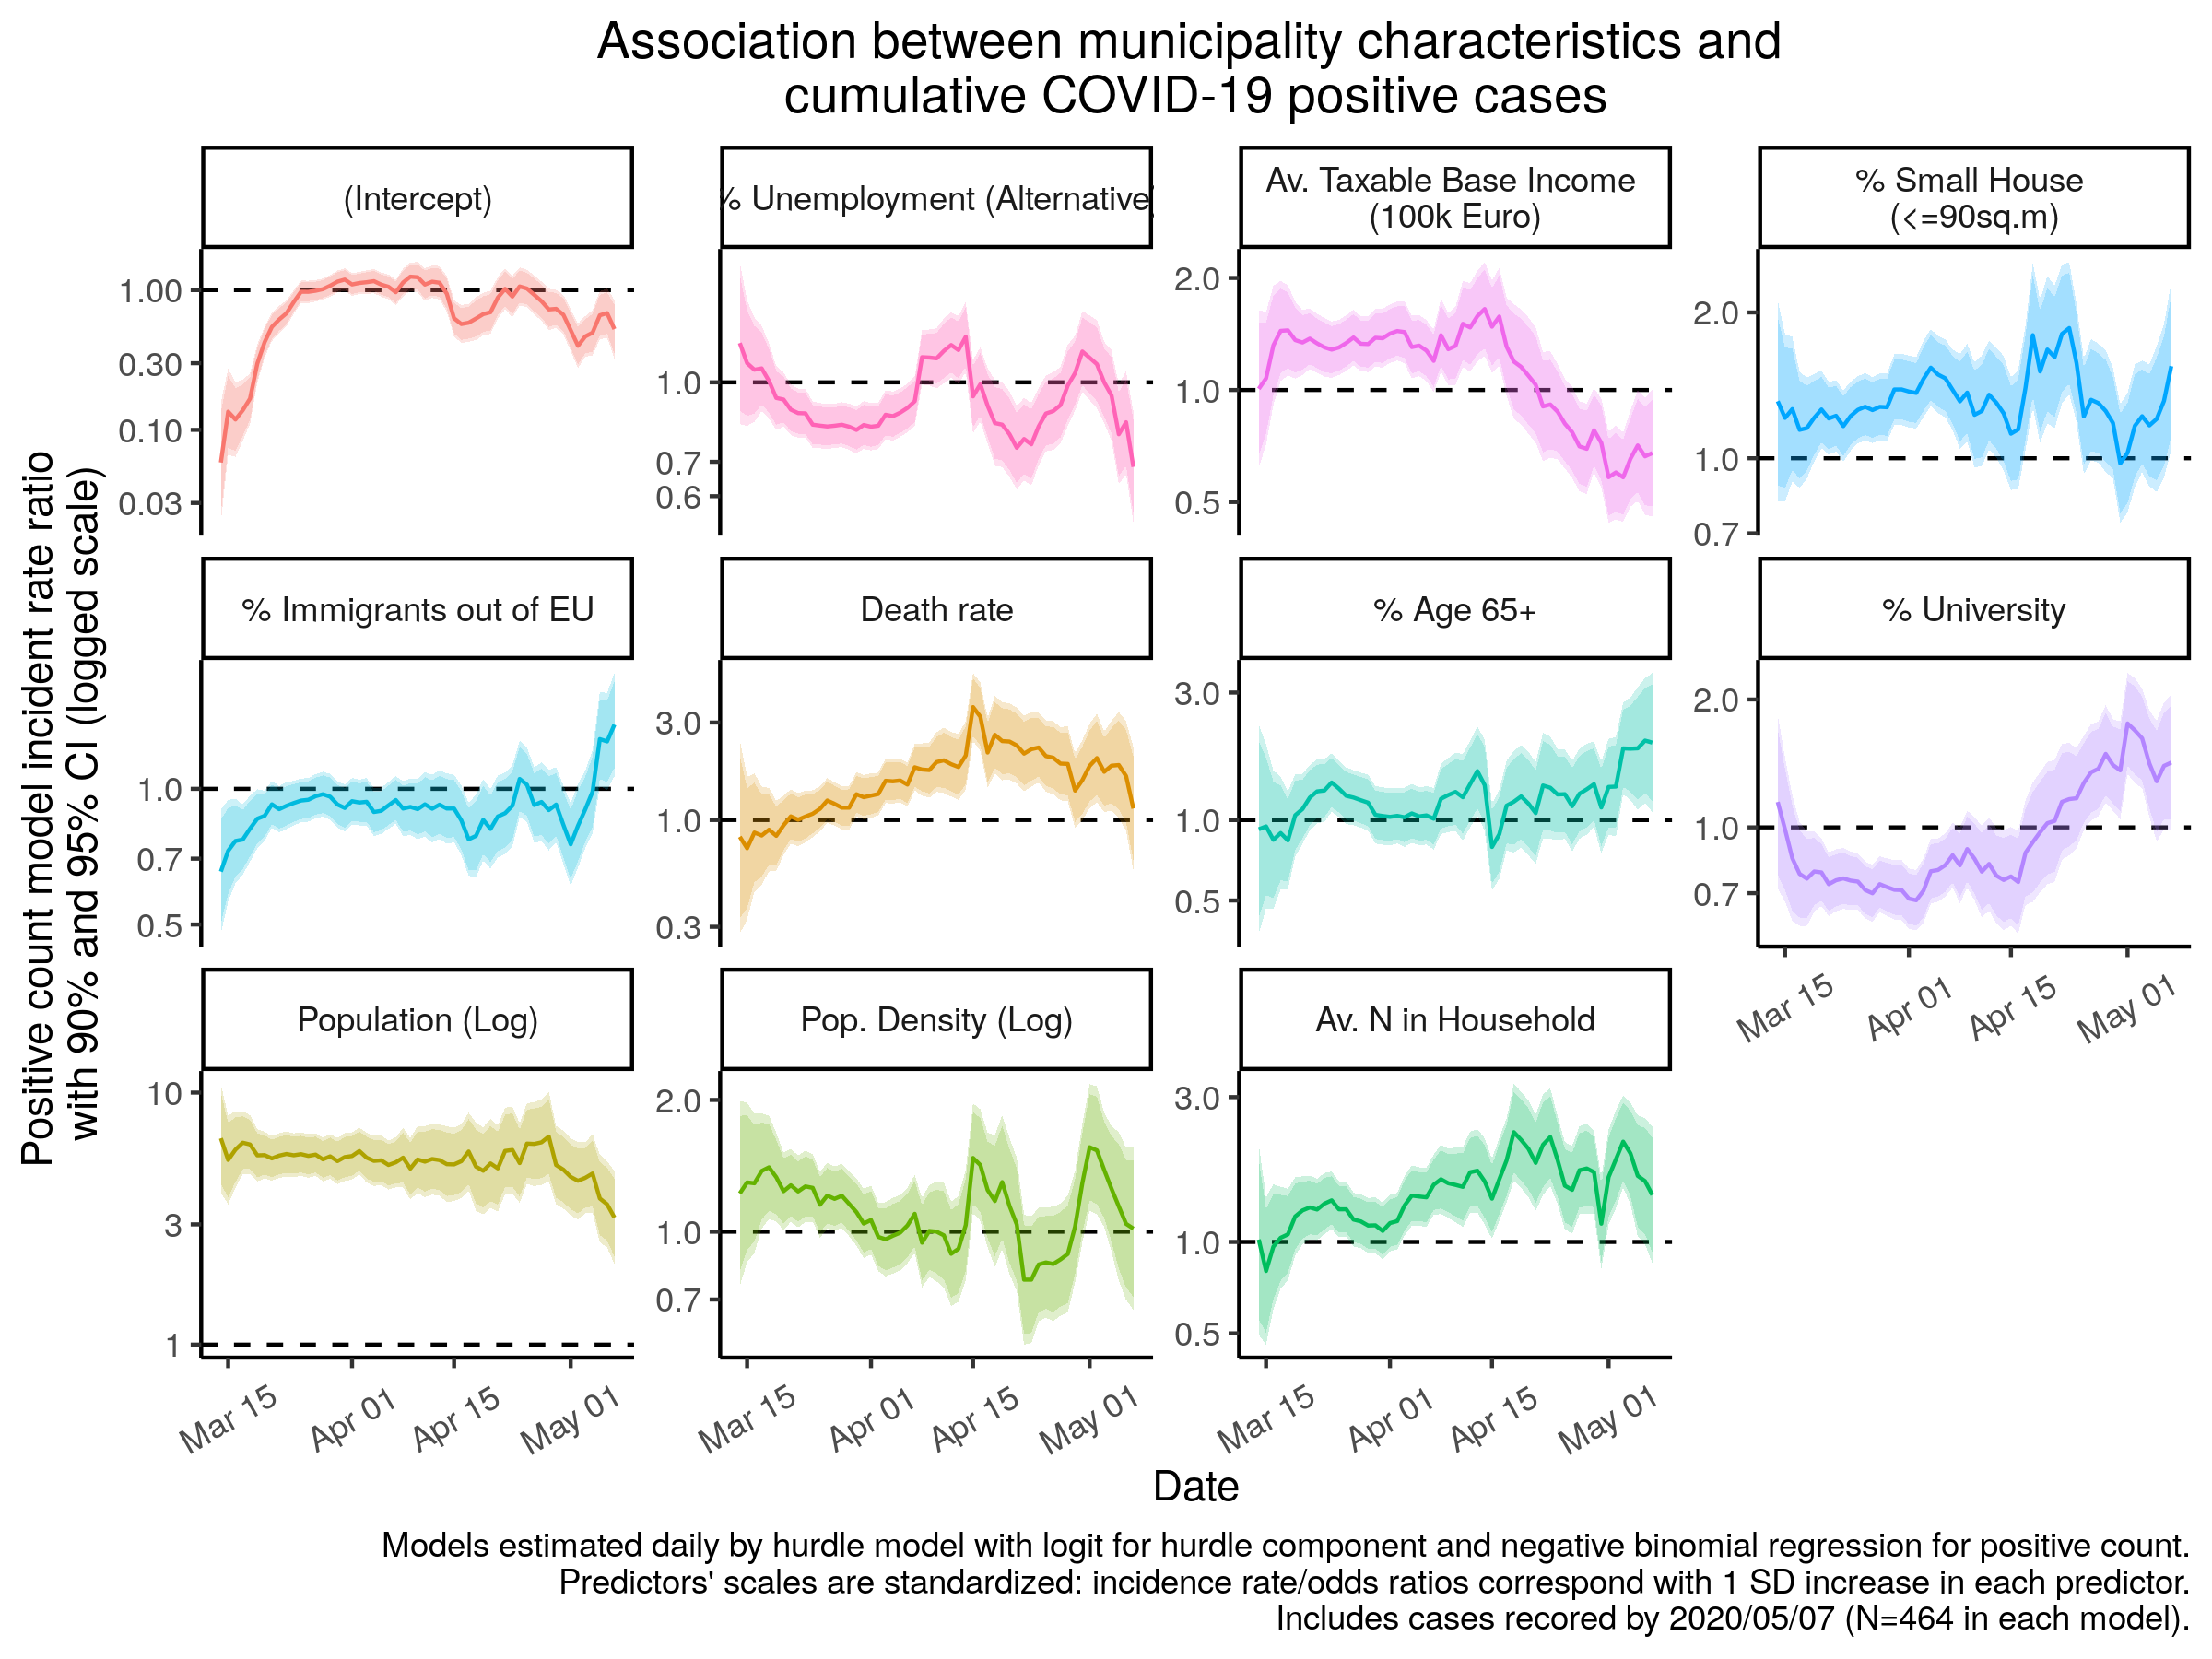 Association between municipality characteristics and
cumulative COVID-19 positive cases
Positive count model incident rate ratio
with 90% and 95% CI (logged scale)
(Intercept)
1.00
0.30
0.10
0.03
% Unemployment (Alternative)
1.0
0.7
0.6
Av. Taxable Base Income
(100k Euro)
2.0
1.0
0.5
% Small House
(<=90sq.m)
2.0
1.0
0.7
% Immigrants out of EU
1.0
0.7
0.5
Death rate
3.0
1.0
0.3
% Age 65+
3.0
1.0
0.5
% University
2.0
1.0
0.7
Mar 15 Apr 01 Apr 15 May 01
Population (Log)
10
3
1
Mar 15 Apr 01 Apr 15 May 01
Pop. Density (Log)
2.0
1.0
0.7
Mar 15 Apr 01 Apr 15 May 01
Av. N in Household
3.0
1.0
0.5
Mar 15 Apr 01 Apr 15 May 01
Date
Models estimated daily by hurdle model with logit for hurdle component and negative binomial regression for positive count.
Predictors' scales are standardized: incidence rate/odds ratios correspond with 1 SD increase in each predictor.
Includes cases recored by 2020/05/07 (N=464 in each model).